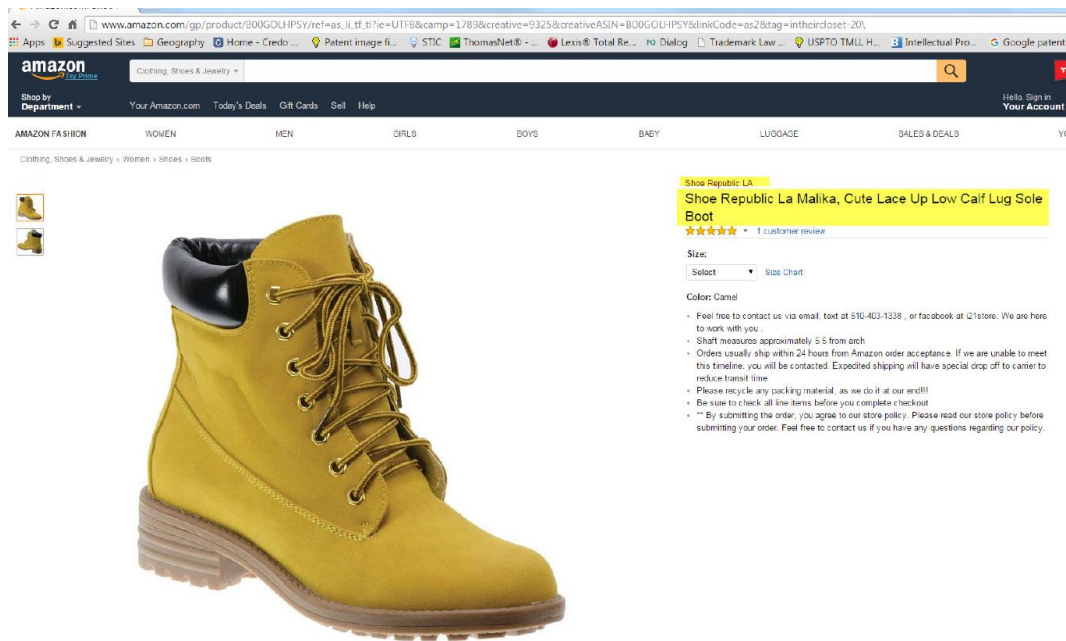 www.amazon.com/gp/product/B00GOLHPSY/ref=as_li_tf_tl?ie=UTF8&camp=1789&creative=9325&creativeASIN=B00GOLHPSY&linkCode=as2&tag=intheircloset-20\
Apps Suggested Sites Geography Home - Credo ... Patent image fi... STIC ThomasNet® - ... Lexis® Total Re... Dialog Trademark Law ... USPTO TMLL H... Intellectual Pro... Google patent
amazon
Try Prime
Clothing, Shoes & Jewelry
Shop by
Department
Your Amazon.com Today's Deals Gift Cards Sell Help
Hello. Sign in
Your Account
AMAZON FASHION WOMEN MEN GIRLS BOYS BABY LUGGAGE SALES & DEALS
Clothing, Shoes & Jewelry › Women › Shoes › Boots
Shoe Republic LA
Shoe Republic La Malika, Cute Lace Up Low Calf Lug Sole
Boot
1 customer review
Size:
Select Size Chart
Color: Camel
Feel free to contact us via email, text at 510-403-1338 , or facebook at i21store. We are here
to work with you .
Shaft measures approximately 5.5 from arch
Orders usually ship within 24 hours from Amazon order acceptance. If we are unable to meet
this timeline, you will be contacted. Expedited shipping will have special drop off to carrier to
reduce transit time
Please recycle any packing material, as we do it at our end!!!
Be sure to check all line items before you complete checkout
** By submitting the order, you agree to our store policy. Please read our store policy before
submitting your order. Feel free to contact us if you have any questions regarding our policy.